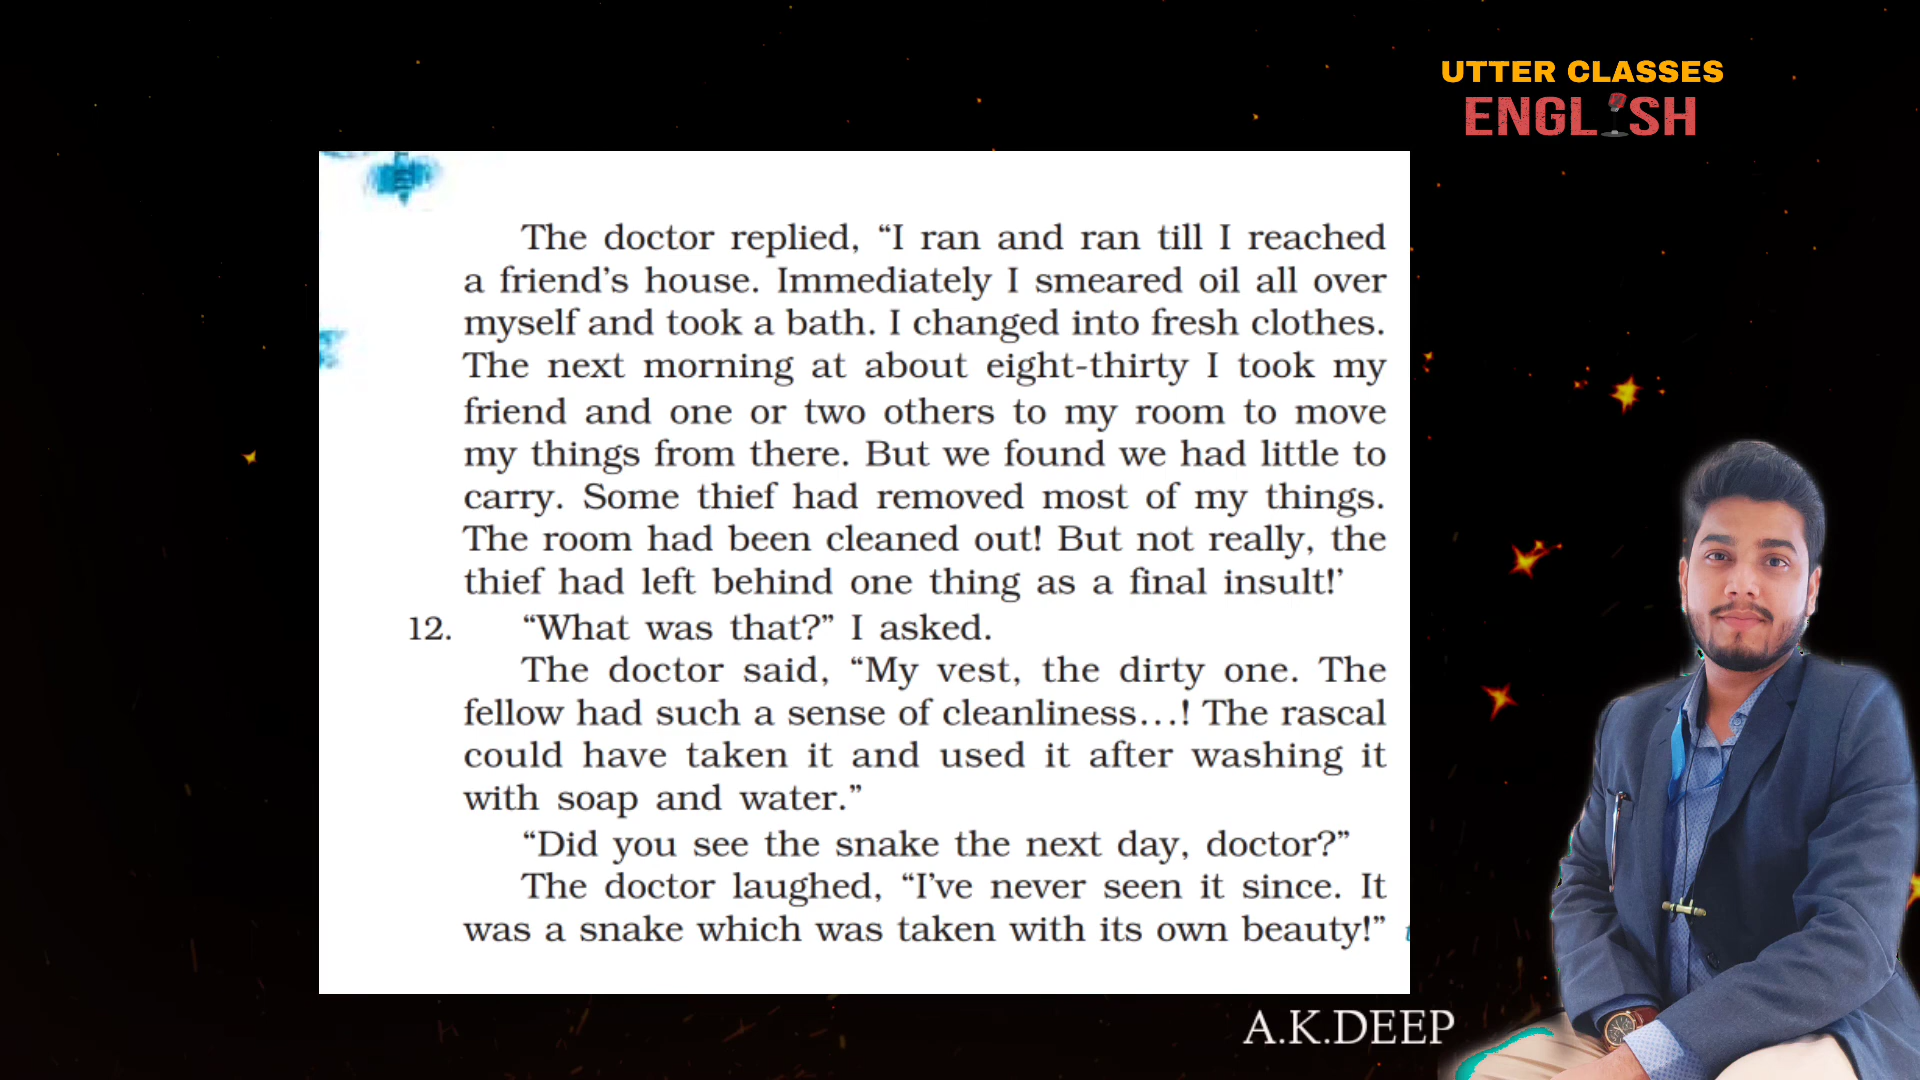 UTTER CLASSES
ENGLISH
The doctor replied, “I ran and ran till I reached
a friend’s house. Immediately I smeared oil all over
myself and took a bath. I changed into fresh clothes.
The next morning at about eight-thirty I took my
friend and one or two others to my room to move
my things from there. But we found we had little to
carry. Some thief had removed most of my things.
The room had been cleaned out! But not really, the
thief had left behind one thing as a final insult!’
12. “What was that?” I asked.
The doctor said, “My vest, the dirty one. The
fellow had such a sense of cleanliness...! The rascal
could have taken it and used it after washing it
with soap and water.”
“Did you see the snake the next day, doctor?”
The doctor laughed, “I’ve never seen it since. It
was a snake which was taken with its own beauty!”
A.K.DEEP